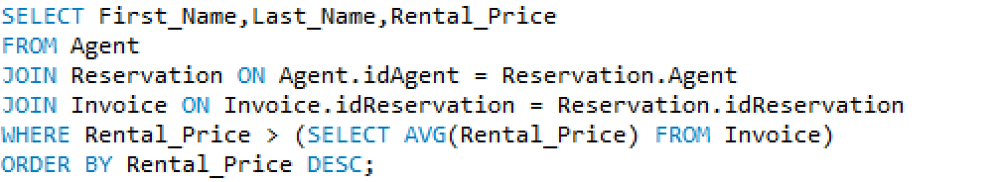 SELECT First_Name,Last_Name,Rental_Price
FROM Agent
JOIN Reservation ON Agent.idAgent = Reservation.Agent
JOIN Invoice ON Invoice.idReservation = Reservation.idReservation
WHERE Rental_Price > (SELECT AVG(Rental_Price) FROM Invoice)
ORDER BY Rental_Price DESC;